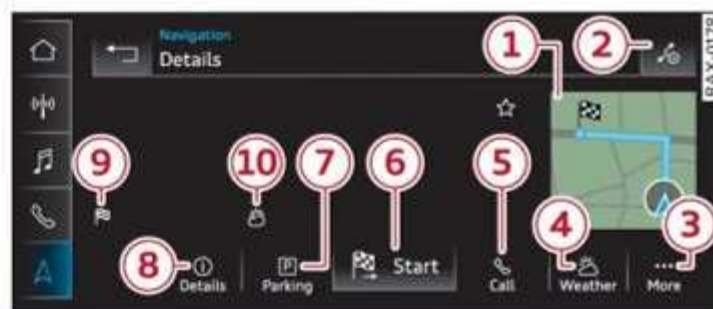 Navigation
Details
RAX-0178
1
2
9
10
7
6
5
4
3
8
Details
P
Parking
Start
Call
Weather
More